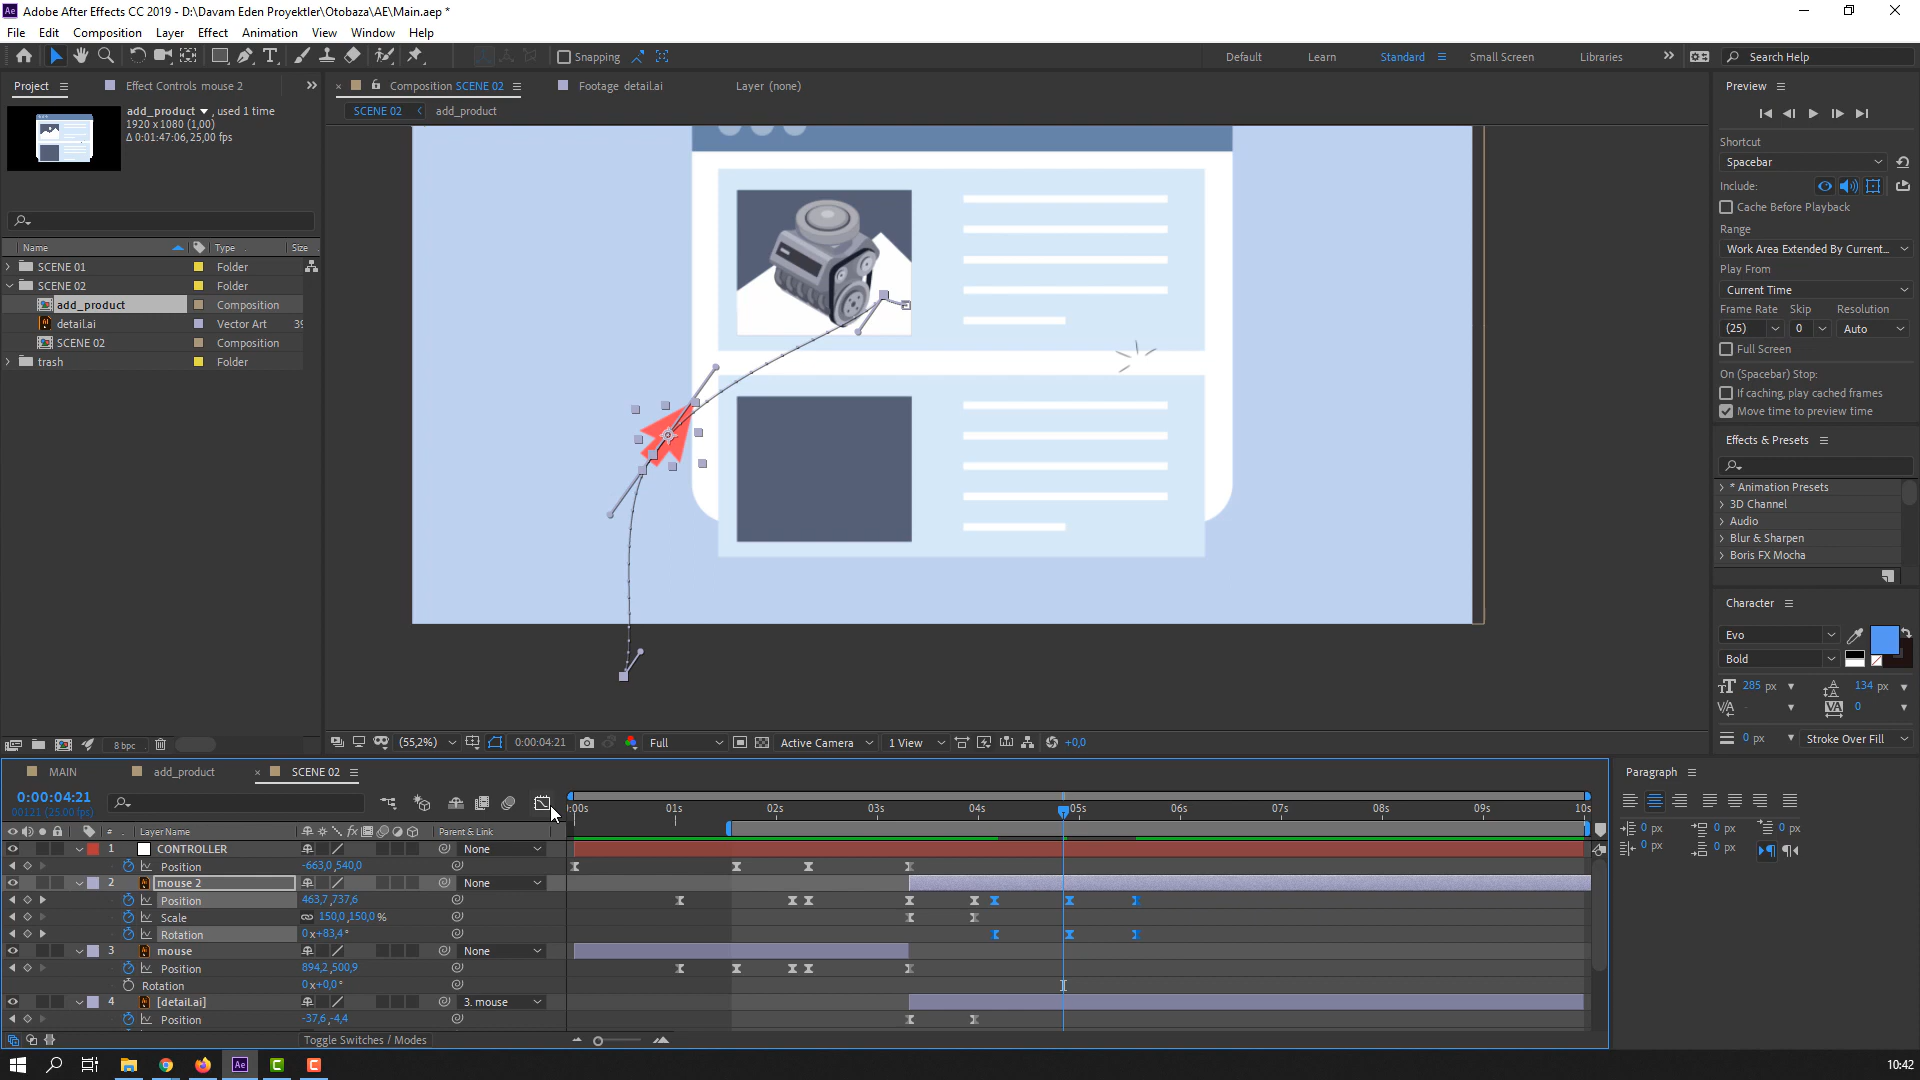 Adobe After Effects CC 2019 - D:\Davam Eden Proyektler\Otobaza\AE\Main.aep *
File Edit Composition Layer Effect Animation View Window Help
Snapping Default Learn Standard Small Screen Libraries Search Help
Project Effect Controls mouse 2
add_product , used 1 time
1920 x 1080 (1,00)
Δ 0:01:47:06, 25,00 fps
Name Type Size
SCENE 01 Folder
SCENE 02 Folder
add_product Composition
detail.ai Vector Art 39
SCENE 02 Composition
trash Folder
8 bpc
Composition SCENE 02 Footage detail.ai Layer (none)
SCENE 02 add_product
(55,2%) 0:00:04:21 Full Active Camera 1 View +0,0
Preview
Shortcut
Spacebar
Include:
Cache Before Playback
Range
Work Area Extended By Current...
Play From
Current Time
Frame Rate Skip Resolution
(25) 0 Auto
Full Screen
On (Spacebar) Stop:
If caching, play cached frames
Move time to preview time
Effects & Presets
* Animation Presets
3D Channel
Audio
Blur & Sharpen
Boris FX Mocha
Character
Evo
Bold
285 px 134 px
0
0 px Stroke Over Fill
MAIN add_product SCENE 02
0:00:04:21
00121 (25.00 fps)
:00s 01s 02s 03s 04s 05s 06s 07s 08s 09s 10s
# Layer Name Parent & Link
1 CONTROLLER None
Position -663,0,540,0
2 mouse 2 None
Position 463,7,737,6
Scale 150,0,150,0 %
Rotation 0x+83,4°
3 mouse None
Position 894,2,500,9
Rotation 0x+0,0°
4 [detail.ai] 3. mouse
Position -37,6,-4,4
Toggle Switches / Modes
Paragraph
0 px 0 px 0 px
0 px 0 px
10:42